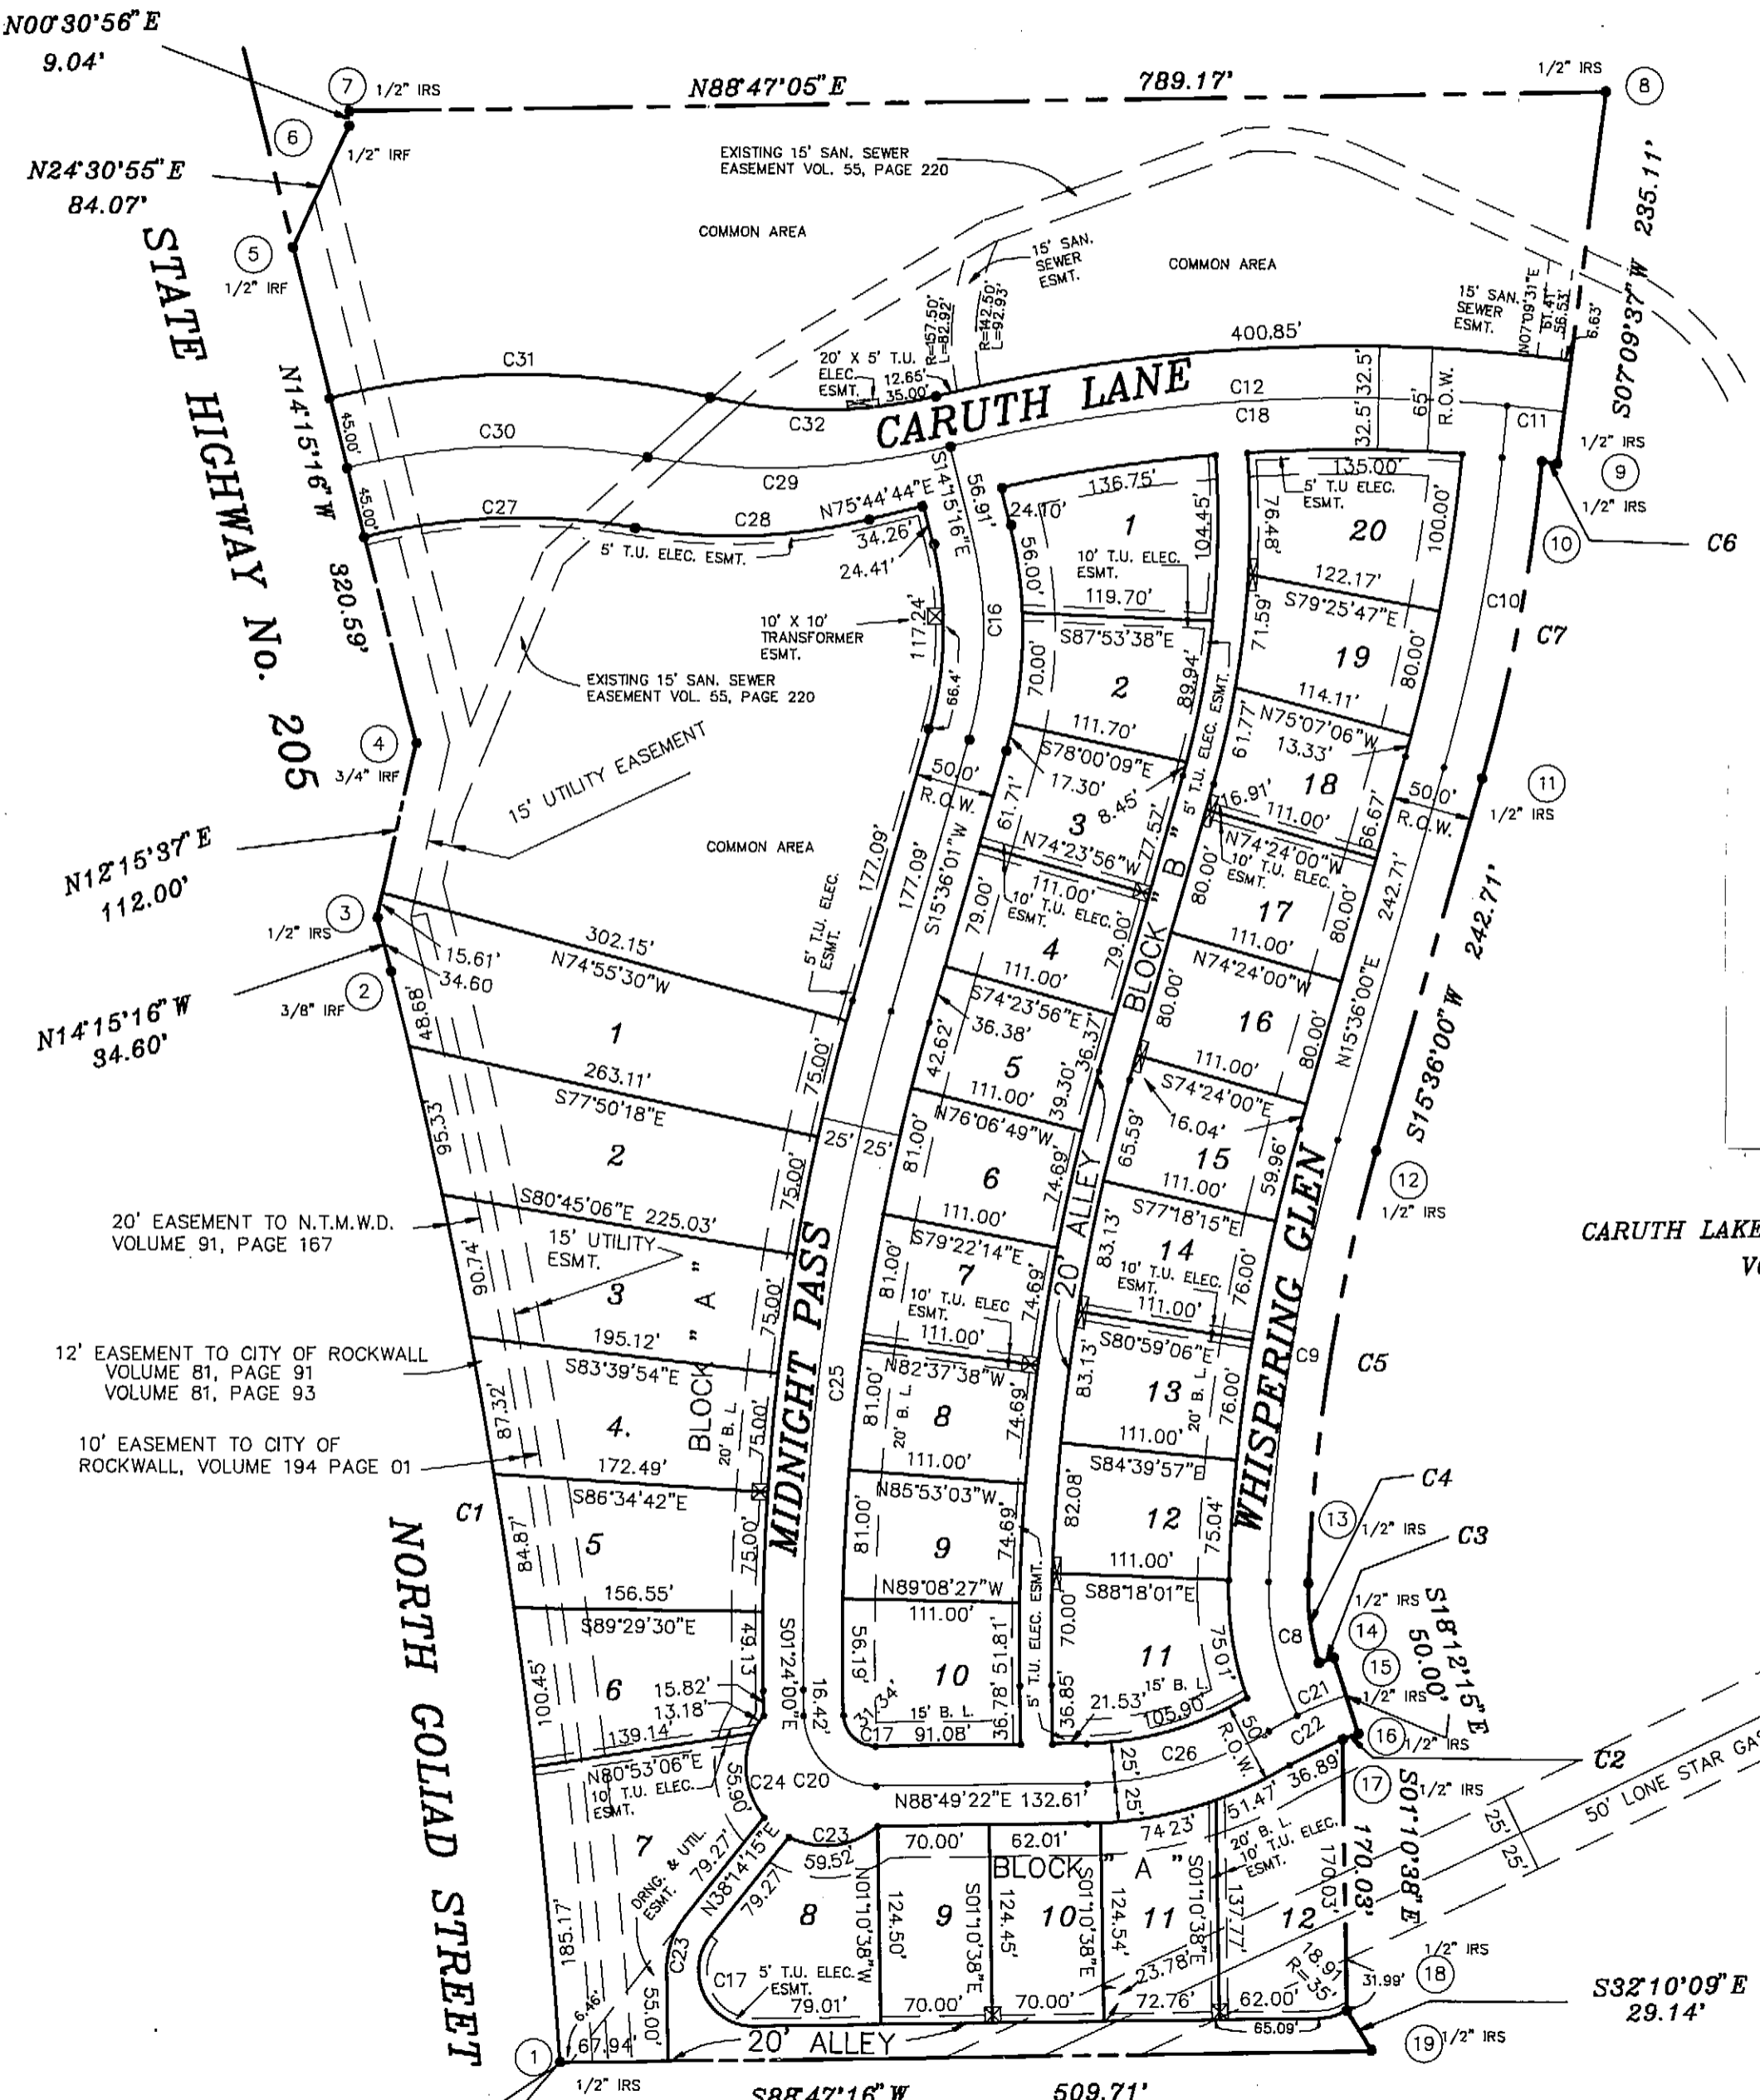 N00°30'56"E
9.04'
7
1/2" IRS
N88°47'05"E
789.17'
1/2" IRS
8
6
1/2" IRF
N24°30'55"E
84.07'
5
1/2" IRF
EXISTING 15' SAN. SEWER
EASEMENT VOL. 55, PAGE 220
COMMON AREA
15' SAN.
SEWER
ESMT.
COMMON AREA
S07°09'37"W 235.11'
15' SAN.
SEWER
ESMT.
N07°09'31"E
61.41'
56.53'
6.63'
STATE HIGHWAY No. 205
N14°15'16"W
320.59'
45.00'
45.00'
C31
C32
C30
C29
C27
C28
20' X 5' T.U.
ELEC.
ESMT.
12.65'
35.00'
R=157.50'
L=82.92'
R=142.50'
L=92.93'
400.85'
CARUTH LANE
C12
C18
32.5' 32.5'
65'
R.O.W.
C11
1/2" IRS
9
1/2" IRS
10
C6
N75°44'44"E
34.26'
24.41'
5' T.U. ELEC. ESMT.
S14°15'16"E
56.91'
136.75'
24.10'
56.00'
1
104.45'
10' T.U. ELEC.
ESMT.
119.70'
S87°53'38"E
135.00'
5' T.U ELEC.
ESMT.
76.48'
20
100.00'
122.17'
S79°25'47"E
C10
C7
10' X 10'
TRANSFORMER
ESMT.
117.24'
66.4'
C16
70.00'
2
89.94'
111.70'
S78°00'09"E
71.59'
19
80.00'
114.11'
N75°07'06"W
13.33'
EXISTING 15' SAN. SEWER
EASEMENT VOL. 55, PAGE 220
4
3/4" IRF
15' UTILITY EASEMENT
50.0'
R.O.W.
17.30'
61.71'
3
8.45'
77.57'
N74°23'56"W
111.00'
10' T.U. ELEC.
ESMT.
5' T.U. ELEC. ESMT.
61.77'
16.91'
18
111.00'
66.67'
N74°24'00"W
10' T.U. ELEC.
ESMT.
50.0'
R.O.W.
11
1/2" IRS
N12°15'37"E
112.00'
COMMON AREA
177.09'
177.09'
S15°36'01"W
5' T.U. ELEC.
ESMT.
3
1/2" IRS
15.61'
34.60
2
3/8" IRF
N14°15'16"W
34.60'
302.15'
N74°55'30"W
48.68'
1
75.00'
79.00'
4
79.00'
111.00'
S74°23'56"E
BLOCK " B "
80.00'
17
80.00'
111.00'
N74°24'00"W
242.71'
242.71'
S15°36'00"W
N15°36'00"E
263.11'
S77°50'18"E
36.38'
42.62'
5
36.37'
39.30'
111.00'
N76°06'49"W
80.00'
16
80.00'
111.00'
S74°24'00"E
16.04'
95.33'
2
75.00'
25' 25'
81.00'
6
74.69'
111.00'
S79°22'14"E
20' ALLEY
65.59'
15
59.96'
111.00'
S77°18'15"E
12
1/2" IRS
CARUTH LAKE
S80°45'06"E 225.03'
20' EASEMENT TO N.T.M.W.D.
VOLUME 91, PAGE 167
15' UTILITY
ESMT.
90.74'
3
75.00'
195.12'
S83°39'54"E
BLOCK " A "
20' B. L.
MIDNIGHT PASS
C25
81.00'
7
10' T.U. ELEC
ESMT.
74.69'
111.00'
N82°37'38"W
83.13'
14
10' T.U. ELEC.
ESMT.
76.00'
111.00'
S80°59'06"E
WHISPERING GLEN
C9
C5
12' EASEMENT TO CITY OF ROCKWALL
VOLUME 81, PAGE 91
VOLUME 81, PAGE 93
10' EASEMENT TO CITY OF
ROCKWALL, VOLUME 194 PAGE 01
87.32'
4.
75.00'
172.49'
S86°34'42"E
81.00'
8
20' B. L.
74.69'
111.00'
N85°53'03"W
83.13'
13
20' B. L.
76.00'
111.00'
S84°39'57"E
C1
84.87'
5
75.00'
156.55'
S89°29'30"E
81.00'
9
74.69'
N89°08'27"W
111.00'
82.08'
12
75.04'
111.00'
S88°18'01"E
13
1/2" IRS
C4
C3
NORTH GOLIAD STREET
100.45'
6
46.13'
15.82'
13.18'
139.14'
N80°53'06"E
10' T.U. ELEC.
ESMT.
S01°24'00"E
16.42'
56.19'
10
51.81'
36.78'
31.34'
15' B. L.
C17
91.08'
5' T.U. ELEC. ESMT.
70.00'
36.85'
11
75.01'
15' B. L.
21.53'
105.90'
C8
1/2" IRS
14
15
1/2" IRS
S18°12'15"E
50.00'
C21
C22
16
1/2" IRS
C2
17
1/2" IRS
50'
R.O.W.
55.90'
C24
C20
N88°49'22"E 132.61'
25'
25'
C26
36.89'
51.47'
74.23'
7
185.17'
DRNG. & UTIL.
ESMT.
79.27'
N38°14'15"E
79.27'
C23
C23
59.52'
70.00'
62.01'
BLOCK " A "
20' B. L.
10' T.U. ELEC.
ESMT.
S01°10'38"E
170.03'
170.03'
50' LONE STAR GAS
25'
25'
8
N01°10'38"W
124.50'
9
S01°10'38"E
124.45'
10
S01°10'38"E
124.54'
11
S01°10'38"E
137.77'
12
23.78'
18.91
R=35'
31.99'
1/2" IRS
18
C17
5' T.U. ELEC.
ESMT.
79.01'
70.00'
70.00'
72.76'
62.00'
65.09'
S32°10'09"E
29.14'
6.46'
55.00'
67.94'
20' ALLEY
19
1/2" IRS
1
1/2" IRS
S88°47'16"W
509.71'